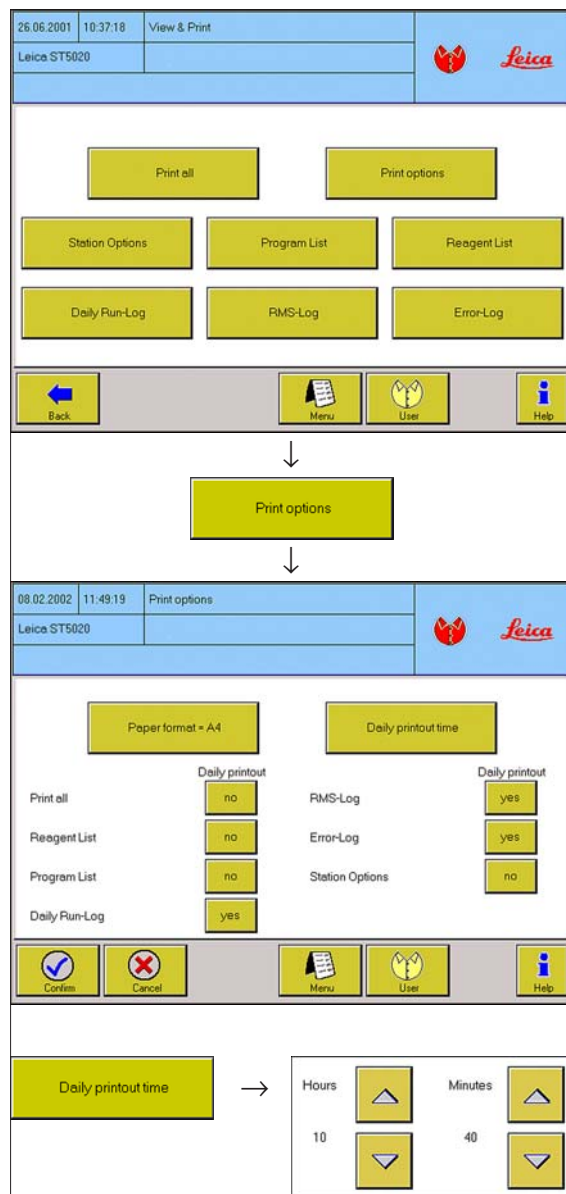 26.06.2001 10:37:18 View & Print
Leica ST5020 Leica
Print all Print options
Station Options Program List Reagent List
Daily Run-Log RMS-Log Error-Log
Back Menu User Help
↓
Print options
↓
08.02.2002 11:49:19 Print options
Leica ST5020 Leica
Paper format = A4 Daily printout time
Daily printout Daily printout
Print all no RMS-Log yes
Reagent List no Error-Log yes
Program List no Station Options no
Daily Run-Log yes
Confirm Cancel Menu User Help
Daily printout time → Hours Minutes
10 40